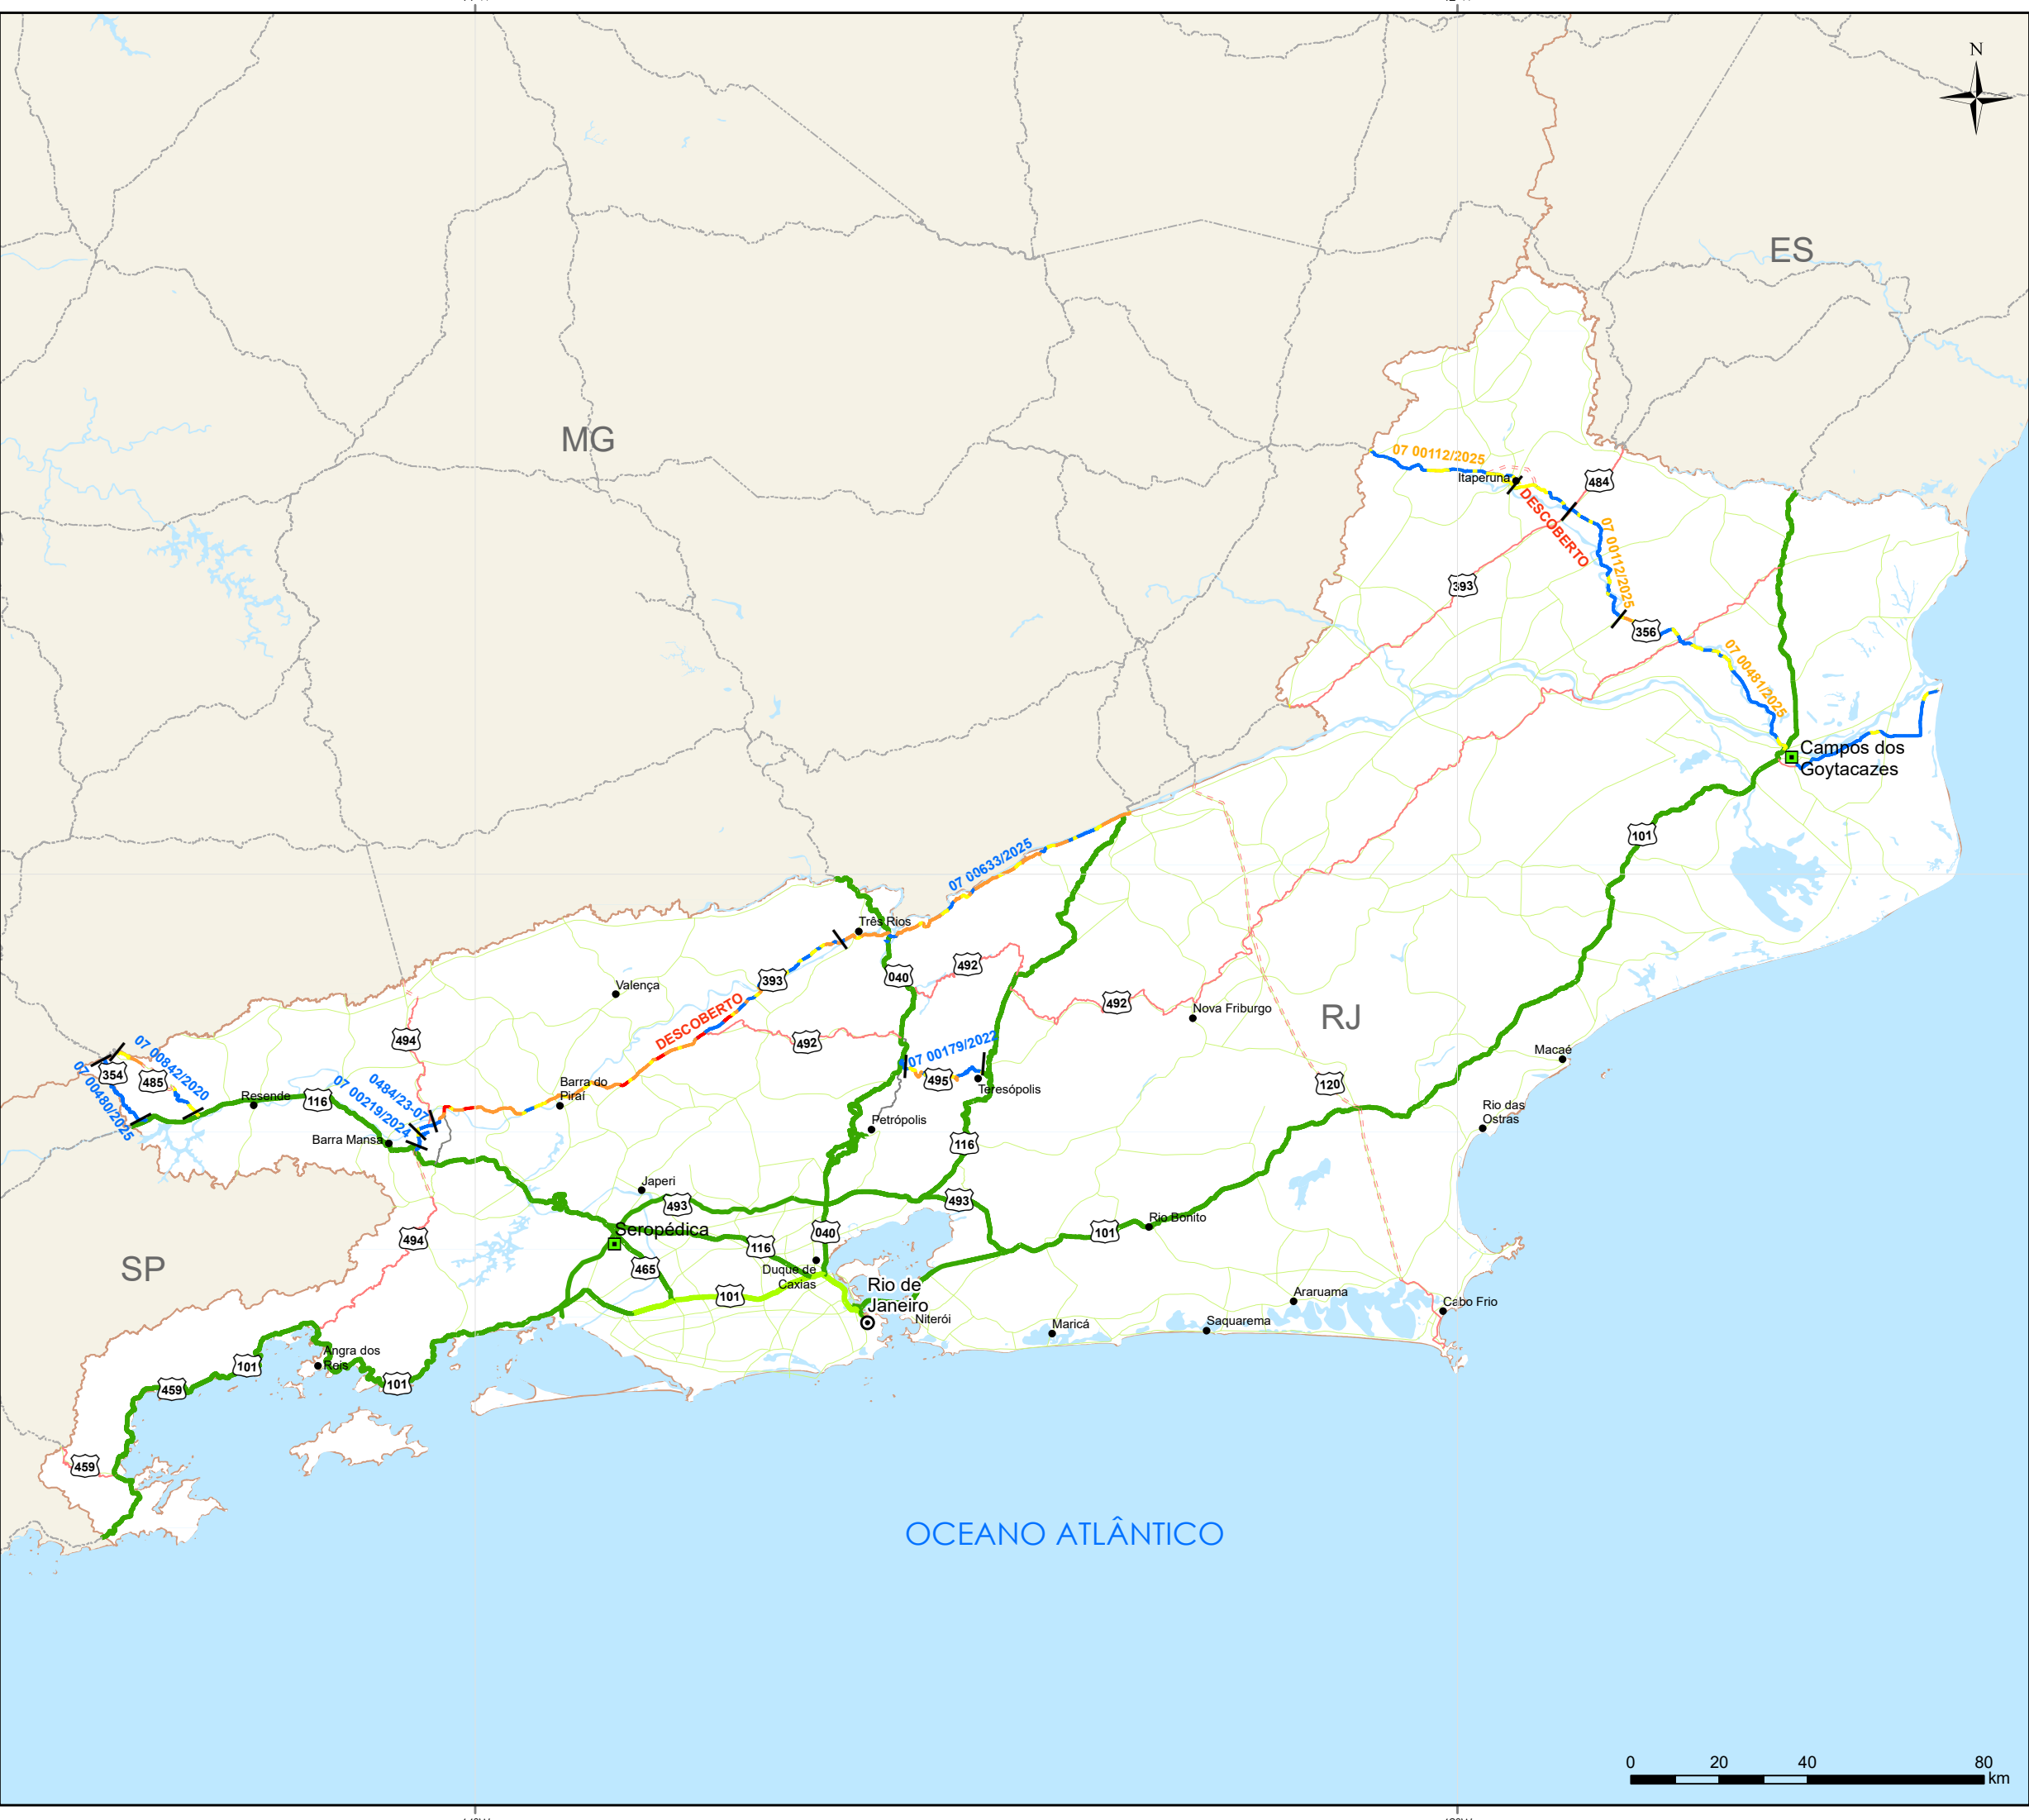 N
ES
MG
07 00112/2025
Itaperuna
484
DESCOBERTO
07 00112/2025
393
356
07 00481/2025
Campos dos
Goytacazes
101
07 00633/2025
Três Rios
393
040
492
Valença
DESCOBERTO
492
Nova Friburgo
RJ
494
492
07 00179/2022
Macaé
07 00842/2020
354
485
07 00480/2025
495
Teresópolis
120
Resende
116
0484/23-07
07 00219/2024
Barra do
Piraí
Rio das
Ostras
Barra Mansa
Petrópolis
116
Japeri
493
493
Seropédica
040
101
Rio Bonito
494
116
SP
465
Duque de
Caxias
101
Rio de
Janeiro
Niterói
Araruama
Cabo Frio
Maricá
Saquarema
Angra dos
Reis
101
101
459
459
OCEANO ATLÂNTICO
0 20 40 80
km